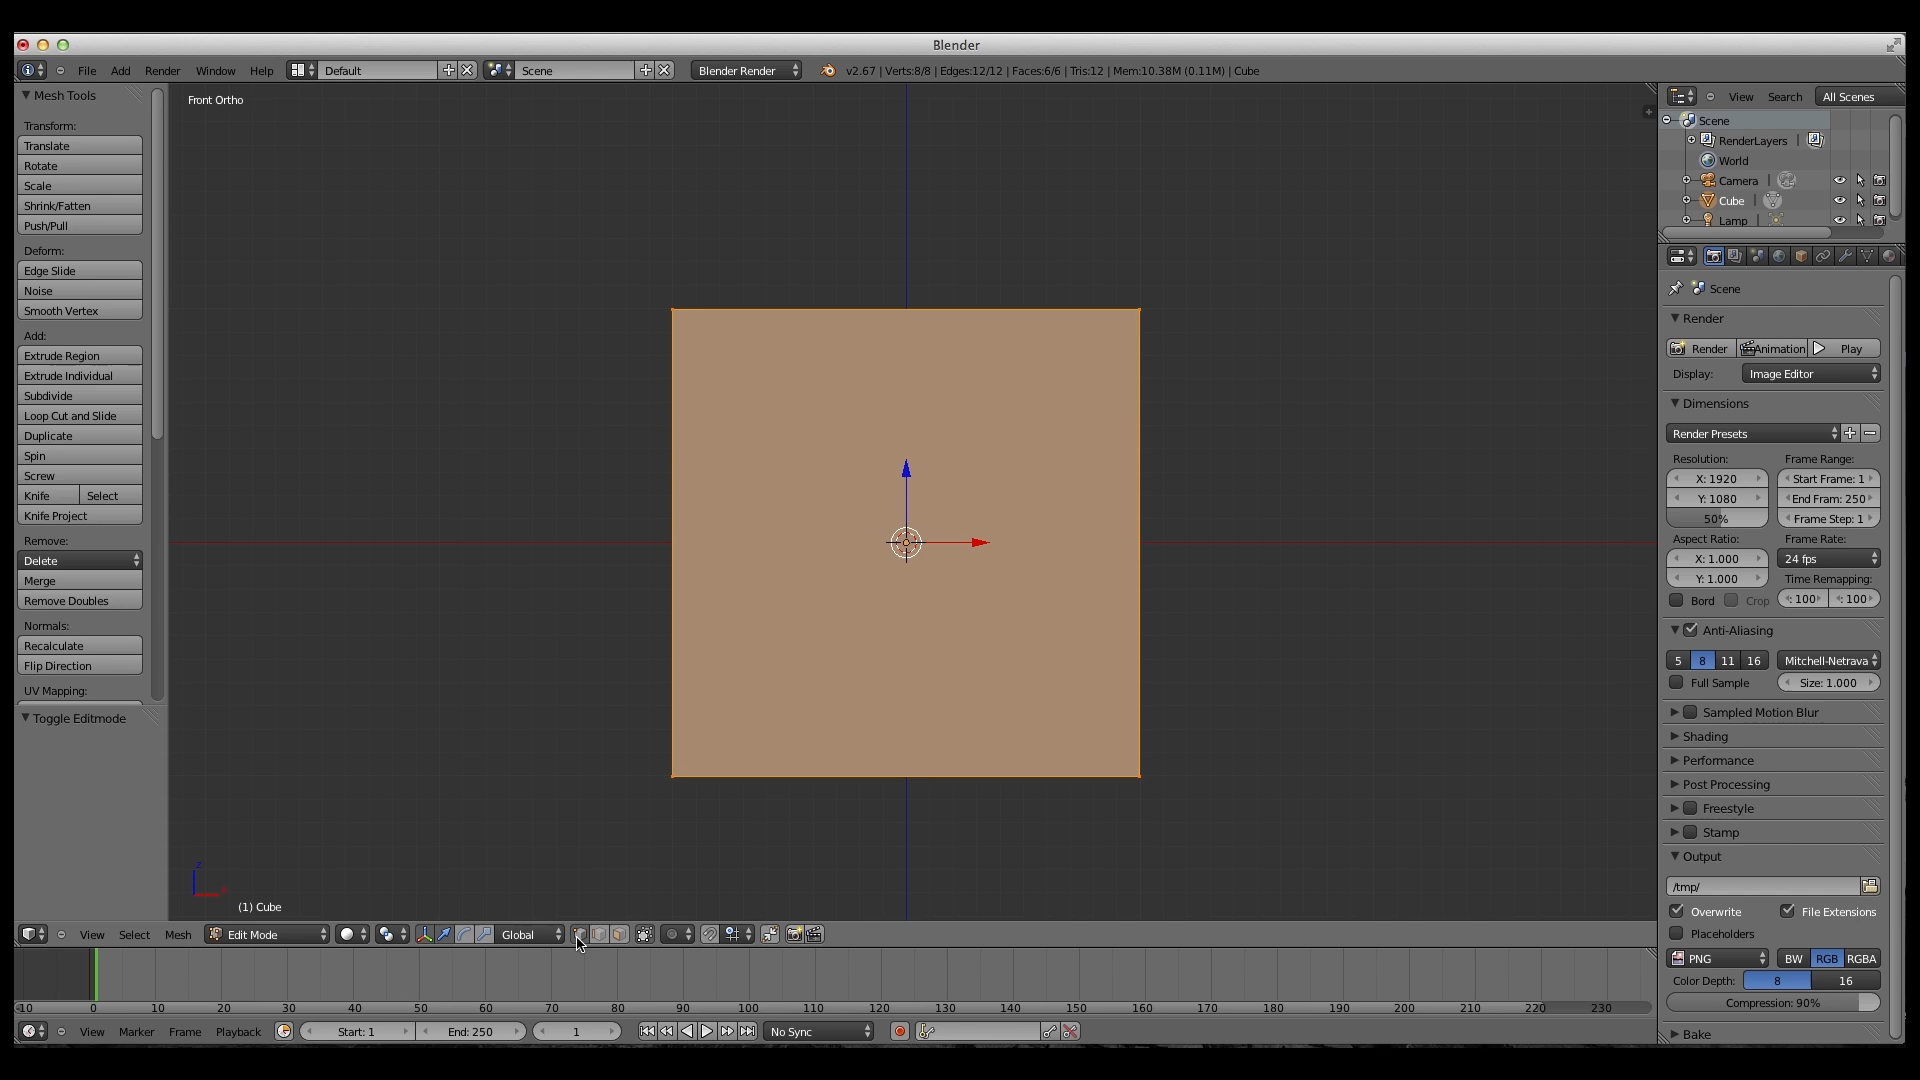 Blender
File Add Render Window Help Default Scene Blender Render v2.67 | Verts:8/8 | Edges:12/12 | Faces:6/6 | Tris:12 | Mem:10.38M (0.11M) | Cube
Mesh Tools
Transform:
Translate
Rotate
Scale
Shrink/Fatten
Push/Pull
Deform:
Edge Slide
Noise
Smooth Vertex
Add:
Extrude Region
Extrude Individual
Subdivide
Loop Cut and Slide
Duplicate
Spin
Screw
Knife Select
Knife Project
Remove:
Delete
Merge
Remove Doubles
Normals:
Recalculate
Flip Direction
UV Mapping:
Toggle Editmode
Front Ortho
z
(1) Cube
View Select Mesh Edit Mode Global
-10 0 10 20 30 40 50 60 70 80 90 100 110 120 130 140 150 160 170 180 190 200 210 220 230
View Marker Frame Playback Start: 1 End: 250 1 No Sync
View Search All Scenes
Scene
RenderLayers
World
Camera
Cube
Lamp
Scene
Render
Render Animation Play
Display: Image Editor
Dimensions
Render Presets
Resolution: Frame Range:
X: 1920 Start Frame: 1
Y: 1080 End Fram: 250
50% Frame Step: 1
Aspect Ratio: Frame Rate:
X: 1.000 24 fps
Y: 1.000 Time Remapping:
Bord Crop : 100 : 100
Anti-Aliasing
5 8 11 16 Mitchell-Netrava
Full Sample Size: 1.000
Sampled Motion Blur
Shading
Performance
Post Processing
Freestyle
Stamp
Output
/tmp/
Overwrite File Extensions
Placeholders
PNG BW RGB RGBA
Color Depth: 8 16
Compression: 90%
Bake